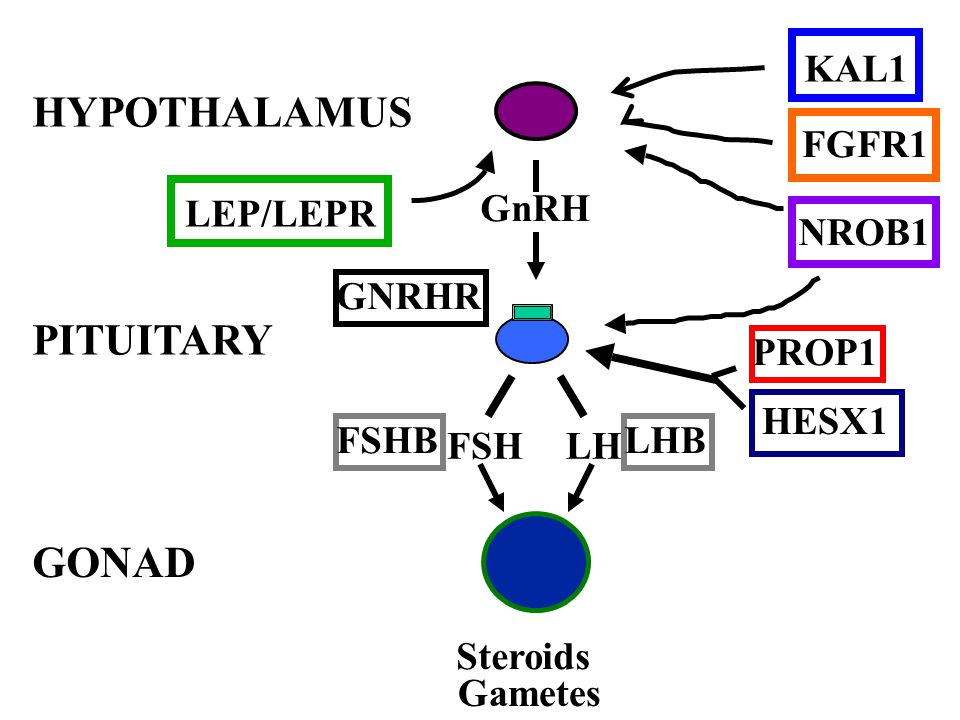 KAL1
HYPOTHALAMUS
FGFR1
LEP/LEPR
GnRH
NROB1
GNRHR
PITUITARY
PROP1
HESX1
FSHB
FSH
LH
LHB
GONAD
Steroids
Gametes